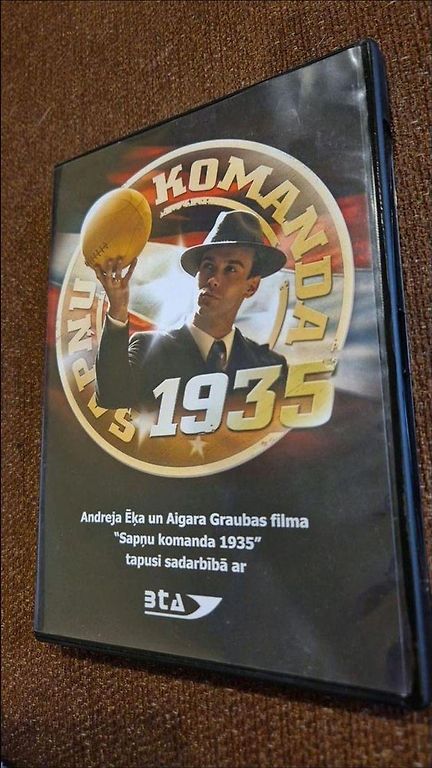 SAPŅU KOMANDA
1935
Andreja Ēķa un Aigara Graubas filma
"Sapņu komanda 1935"
tapusi sadarbībā ar
BTA